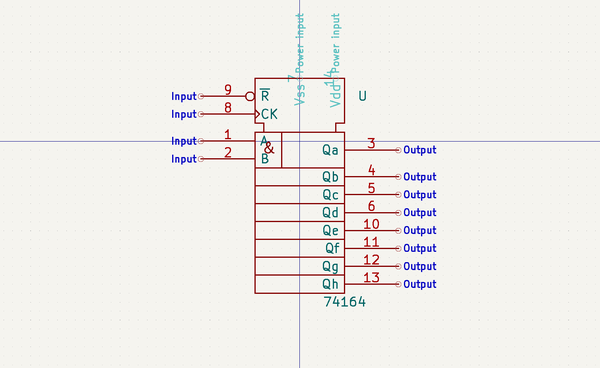 Vss 7 Power input
Vdd 14 Power input
Input 9 R
U
Input 8 CK
Input 1 A
&
Input 2 B
Qa 3 Output
Qb 4 Output
Qc 5 Output
Qd 6 Output
Qe 10 Output
Qf 11 Output
Qg 12 Output
Qh 13 Output
74164